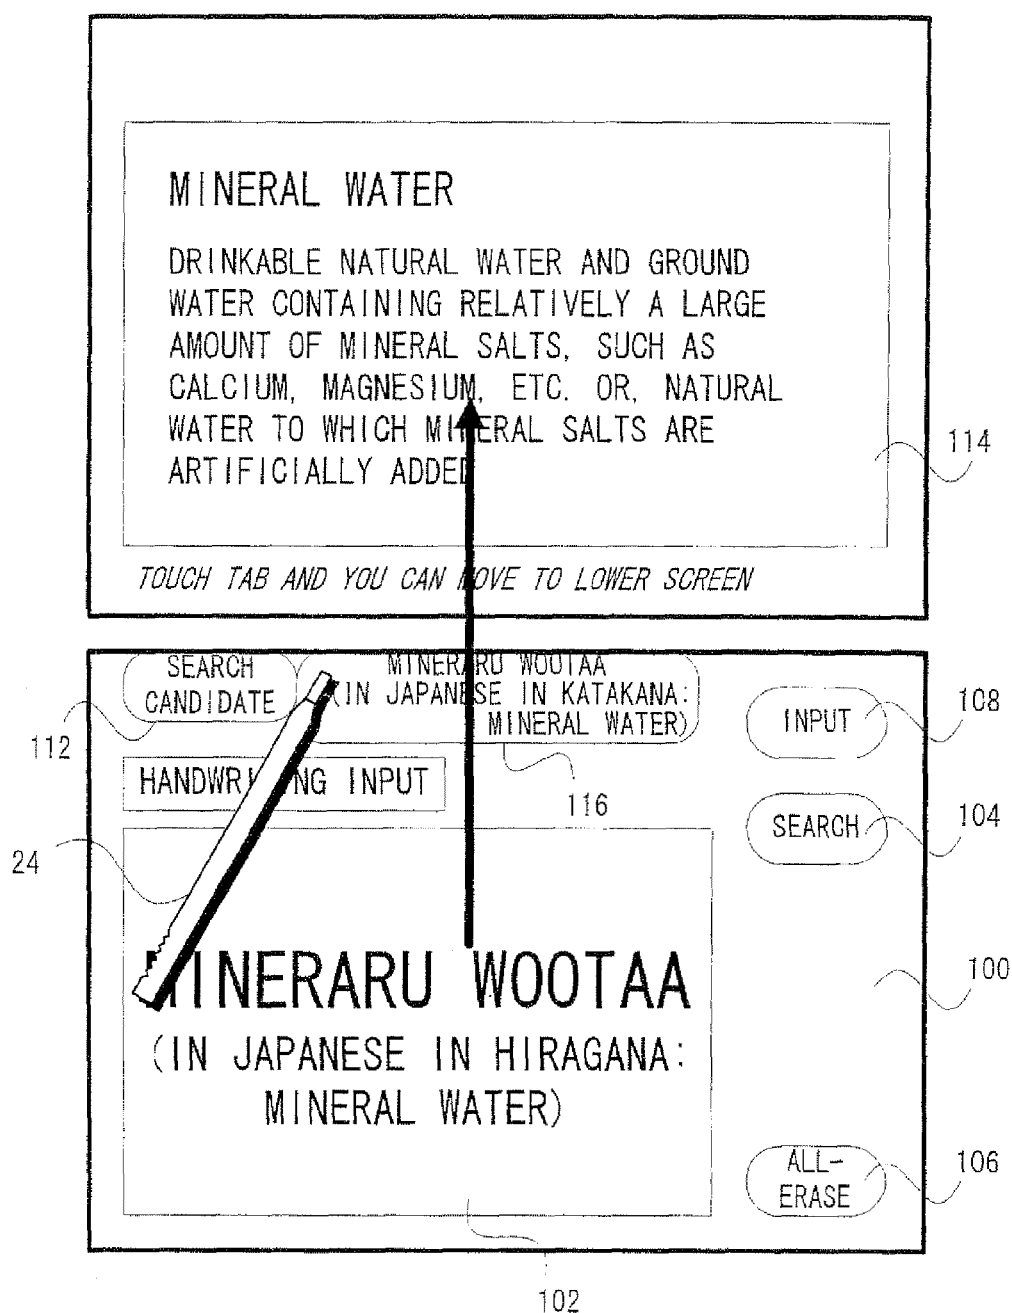 MINERAL WATER
DRINKABLE NATURAL WATER AND GROUND
WATER CONTAINING RELATIVELY A LARGE
AMOUNT OF MINERAL SALTS, SUCH AS
CALCIUM, MAGNESIUM, ETC. OR, NATURAL
WATER TO WHICH MINERAL SALTS ARE
ARTIFICIALLY ADDED
114
TOUCH TAB AND YOU CAN MOVE TO LOWER SCREEN
SEARCH
CANDIDATE
MINERARU WOOTAA
(IN JAPANESE IN KATAKANA:
MINERAL WATER)
INPUT
108
112
116
HANDWRITING INPUT
SEARCH
104
24
100
MINERARU WOOTAA
(IN JAPANESE IN HIRAGANA:
MINERAL WATER)
ALL-
ERASE
106
102